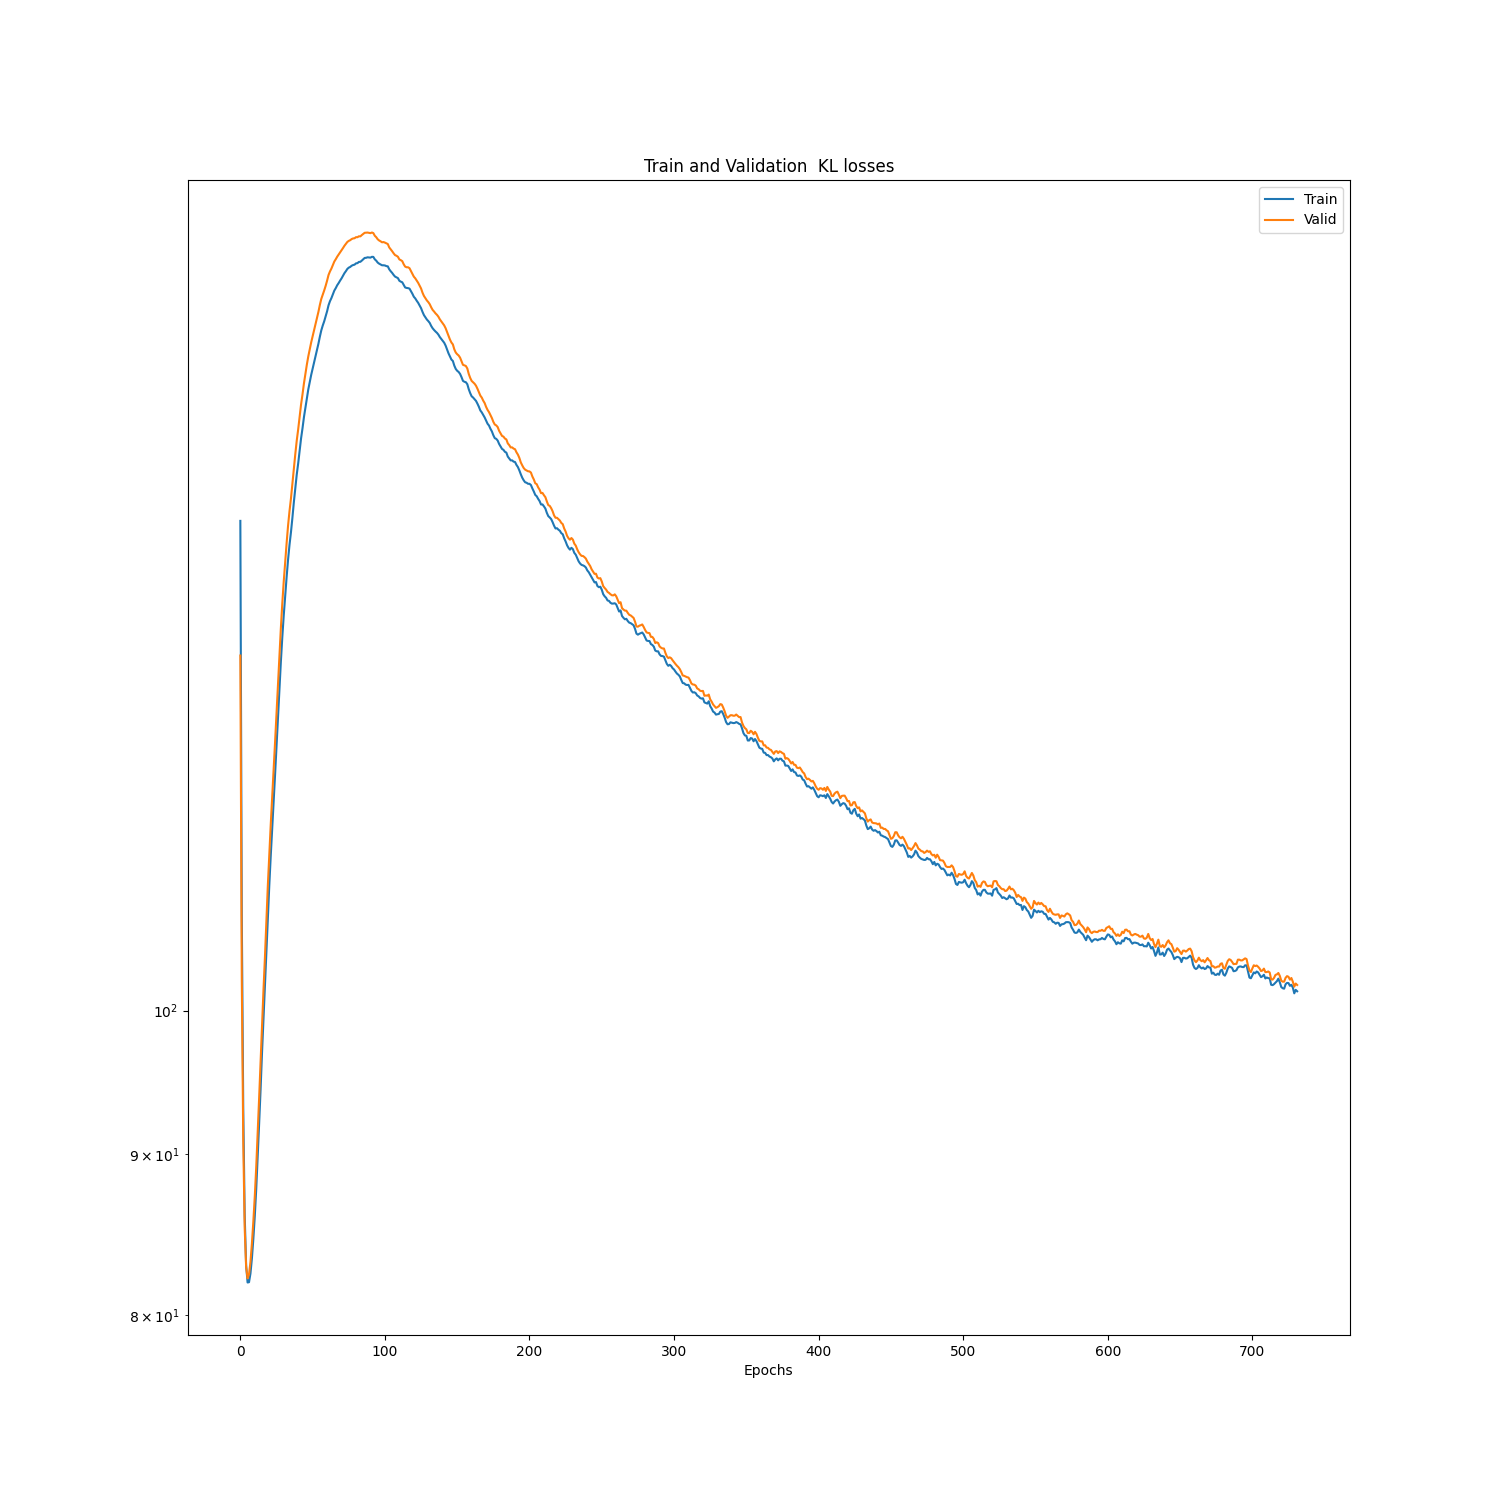 Train and Validation  KL losses
Train
Valid
10²
9 × 10¹
8 × 10¹
0 100 200 300 400 500 600 700
Epochs